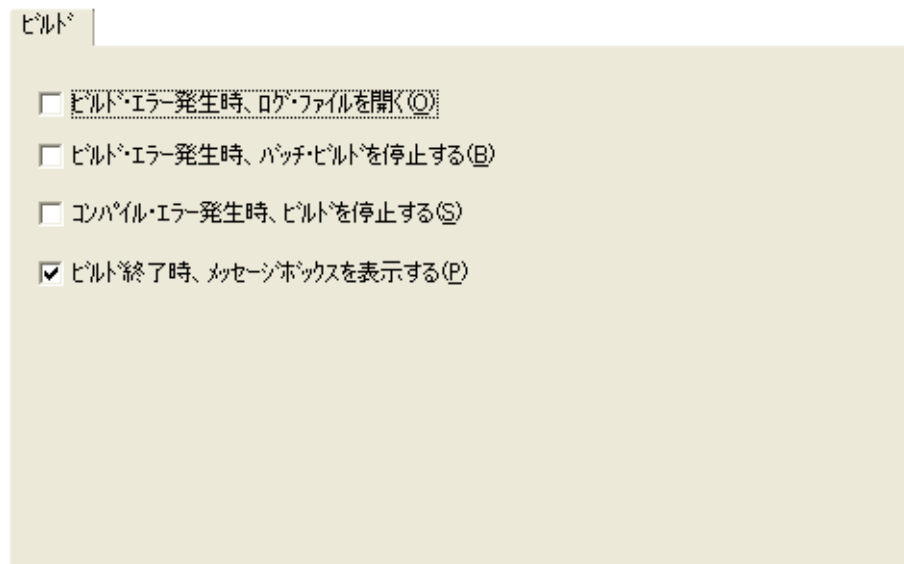 ビルド
ビルド・エラー発生時、ログ・ファイルを開く(O)
ビルド・エラー発生時、バッチ・ビルドを停止する(B)
コンパイル・エラー発生時、ビルドを停止する(S)
ビルド終了時、メッセージボックスを表示する(P)